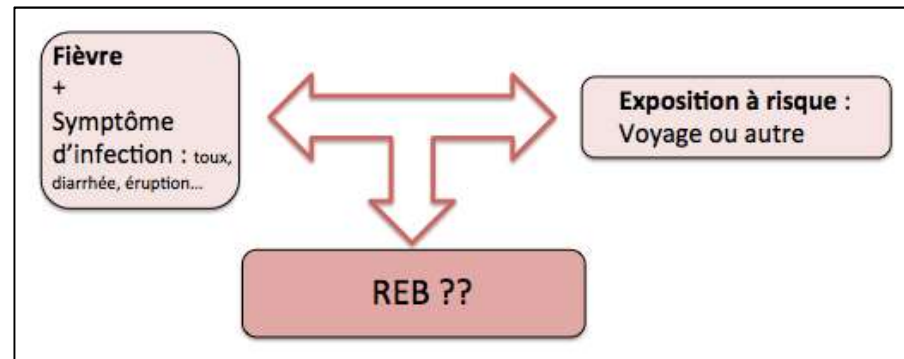 Fièvre
+
Symptôme
d'infection : toux,
diarrhée, éruption...
Exposition à risque :
Voyage ou autre
REB ??